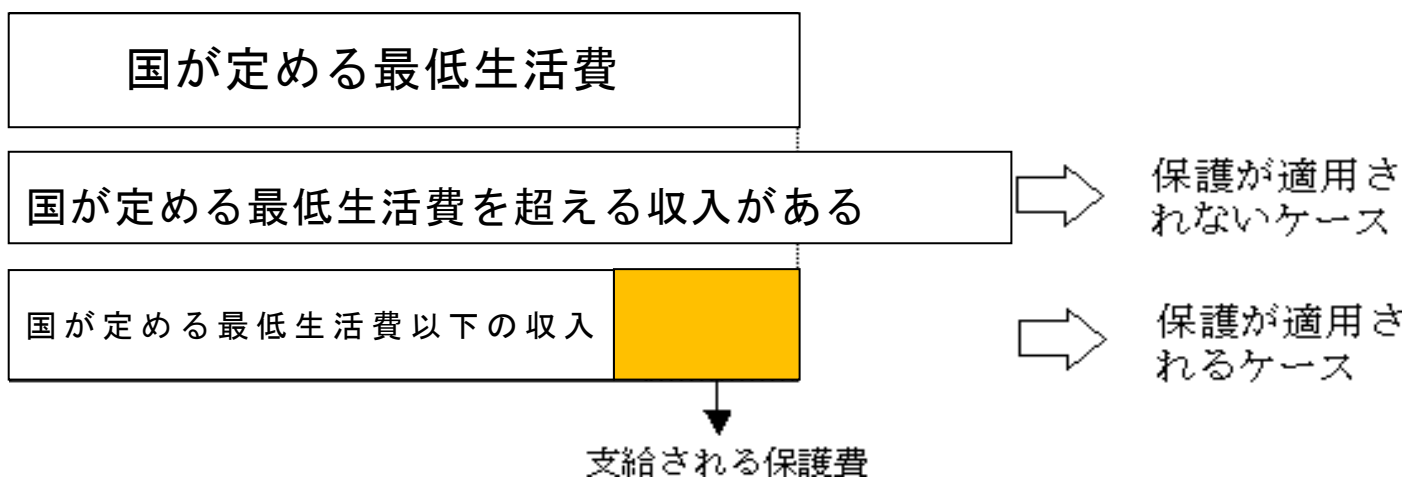 国が定める最低生活費
国が定める最低生活費を超える収入がある
保護が適用さ
れないケース
国が定める最低生活費以下の収入
保護が適用さ
れるケース
支給される保護費